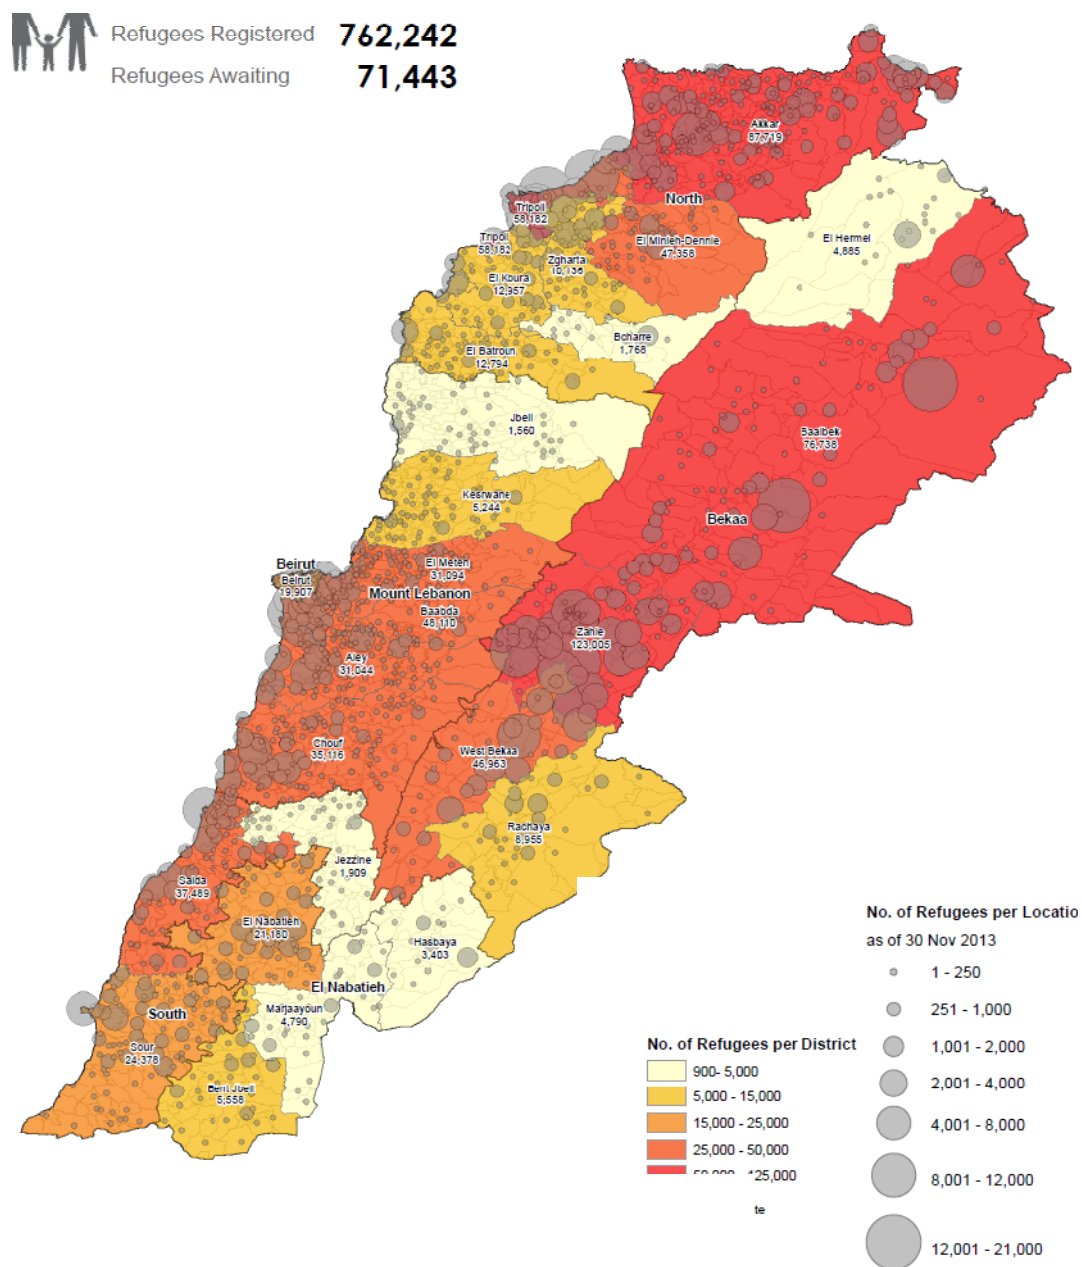 Refugees Registered 762,242
Refugees Awaiting 71,443
Akkar
87,719
North
Tripoli
58,182
Tripoli
58,182
El Minieh-Dennie
47,358
El Hermel
4,885
Zgharta
El Koura
12,957
Bcharre
1,768
El Batroun
12,794
Jbeil
1,560
Baalbek
76,738
Kesrwane
5,244
Bekaa
Beirut
Beirut
19,907
El Meten
31,094
Mount Lebanon
Baabda
48,110
Zahle
123,005
Aley
31,044
Chouf
35,116
West Bekaa
46,963
Rachaya
8,955
Jezzine
1,909
Saida
37,489
El Nabatieh
21,180
Hasbaya
3,403
El Nabatieh
Marjaayoun
4,790
South
Sour
24,378
Bent Jbeil
5,558
No. of Refugees per District
900- 5,000
5,000 - 15,000
15,000 - 25,000
25,000 - 50,000
125,000
te
No. of Refugees per Locatio
as of 30 Nov 2013
1 - 250
251 - 1,000
1,001 - 2,000
2,001 - 4,000
4,001 - 8,000
8,001 - 12,000
12,001 - 21,000